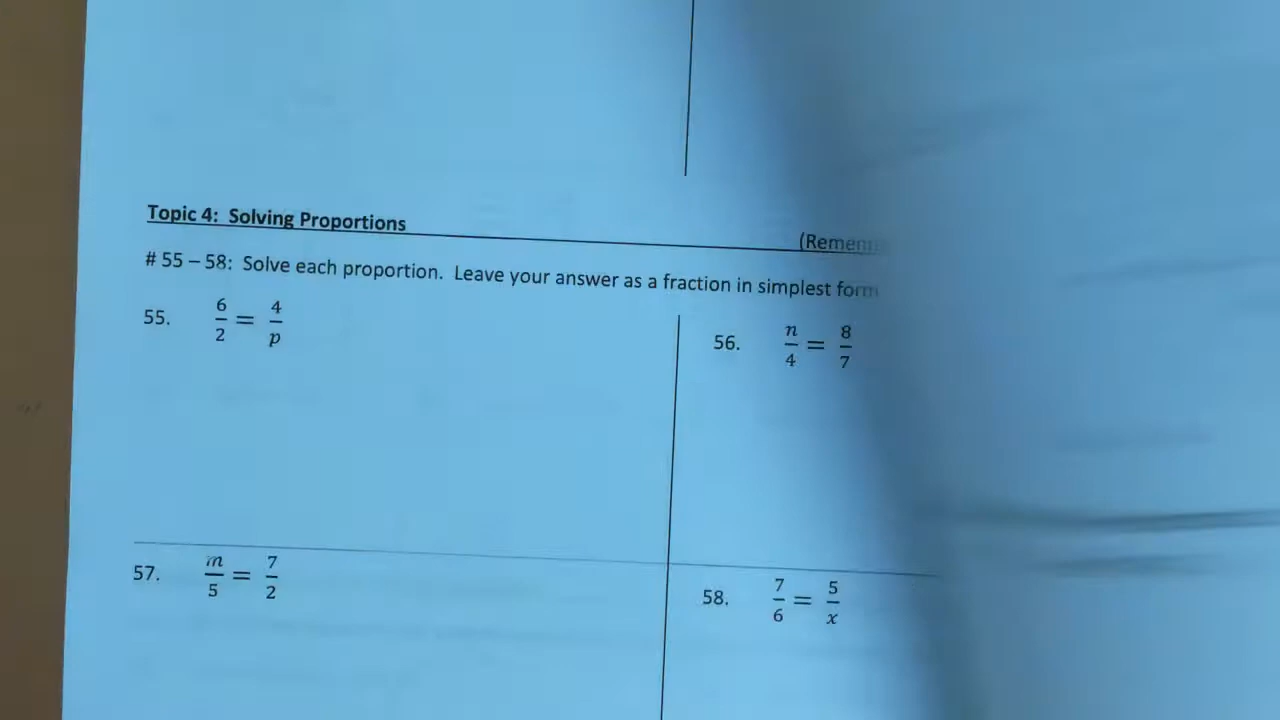 Topic 4: Solving Proportions
# 55 – 58: Solve each proportion. Leave your answer as a fraction in simplest form
55. 6/2 = 4/p
56. n/4 = 8/7
57. m/5 = 7/2
58. 7/6 = 5/x